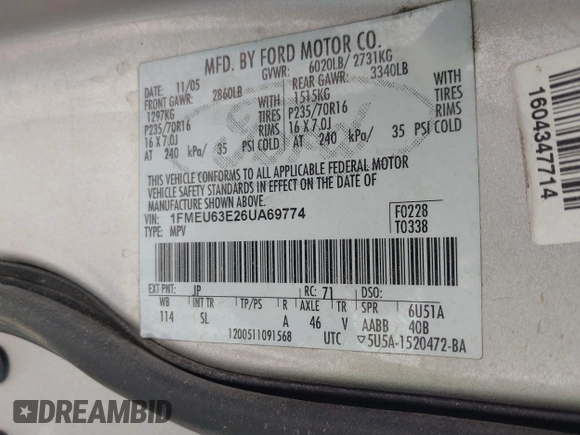 MFD. BY FORD MOTOR CO.
DATE: 11/05 GVWR: 6020LB/ 2731KG
FRONT GAWR: 2860LB REAR GAWR: 3340LB
1297KG WITH 1515KG WITH
P235/70R16 TIRES P235/70R16 TIRES
16 X 7.0J RIMS 16 X 7.0J RIMS
AT 240 kPa/ 35 PSI COLD AT 240 kPa/ 35 PSI COLD
Ford
THIS VEHICLE CONFORMS TO ALL APPLICABLE FEDERAL MOTOR
VEHICLE SAFETY STANDARDS IN EFFECT ON THE DATE OF
MANUFACTURE SHOWN ABOVE.
VIN: 1FMEU63E26UA69774 F0228
TYPE: MPV T0338
EXT PNT: JP RC: 71 DSO:
WB INT TR TP/PS R AXLE TR SPR 6U51A
114 SL A 46 V AABB 40B
1200511091568 UTC ▽5U5A-1520472-BA
1604347714
DREAMBID